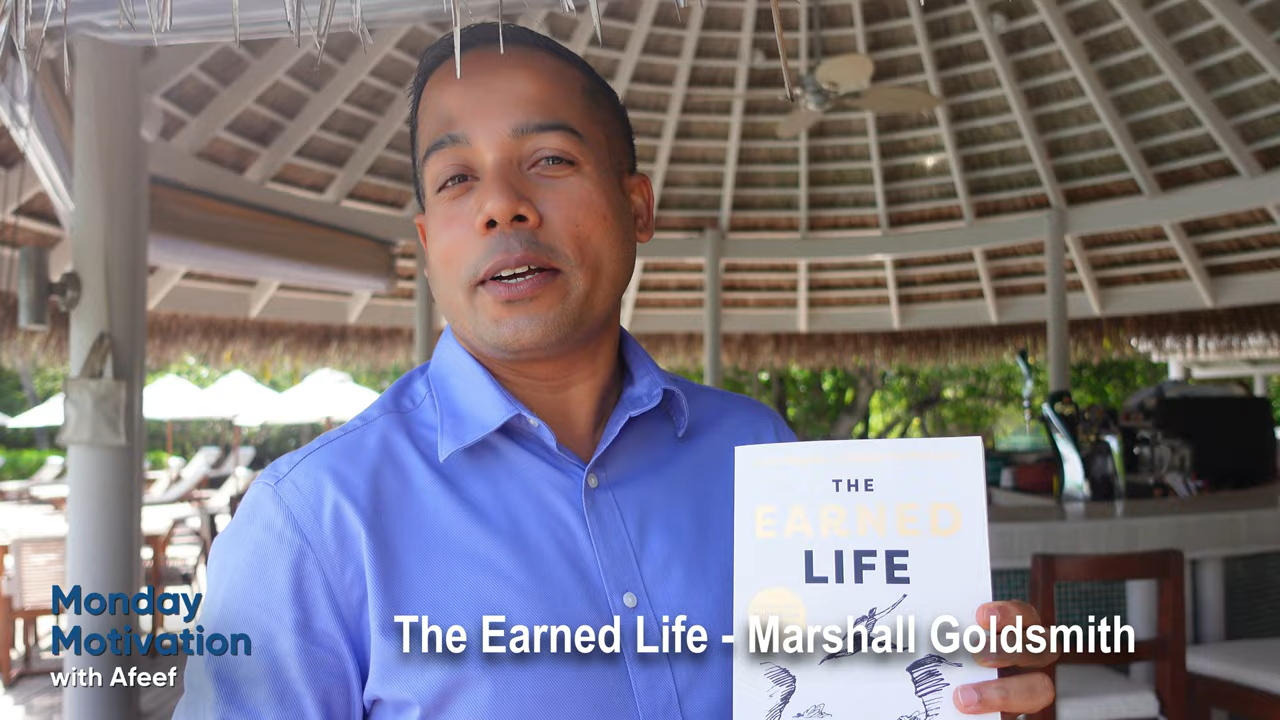 THE
EARNED
LIFE
Monday
Motivation
with Afeef
The Earned Life - Marshall Goldsmith